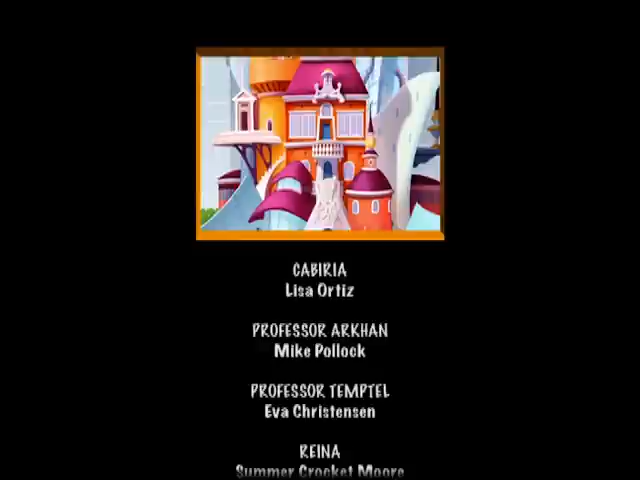 CABIRIA
Lisa Ortiz
PROFESSOR ARKHAN
Mike Pollock
PROFESSOR TEMPTEL
Eva Christensen
REINA
Summer Crocket Moore